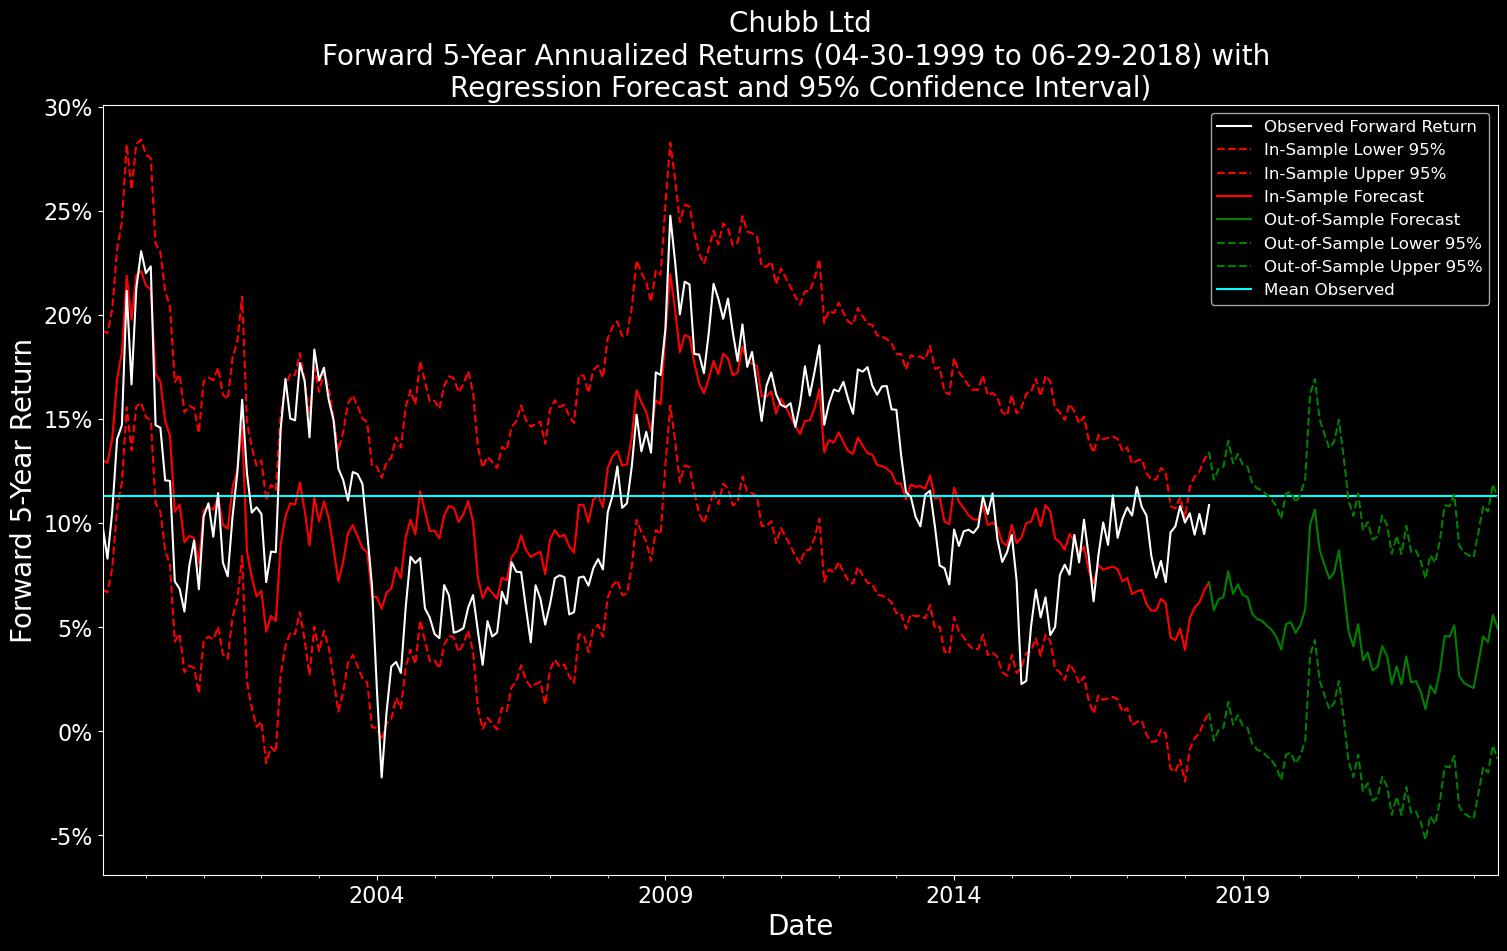 Chubb Ltd
Forward 5-Year Annualized Returns (04-30-1999 to 06-29-2018) with
Regression Forecast and 95% Confidence Interval)
Forward 5-Year Return
30%
25%
20%
15%
10%
5%
0%
-5%
Observed Forward Return
In-Sample Lower 95%
In-Sample Upper 95%
In-Sample Forecast
Out-of-Sample Forecast
Out-of-Sample Lower 95%
Out-of-Sample Upper 95%
Mean Observed
2004
2009
2014
2019
Date